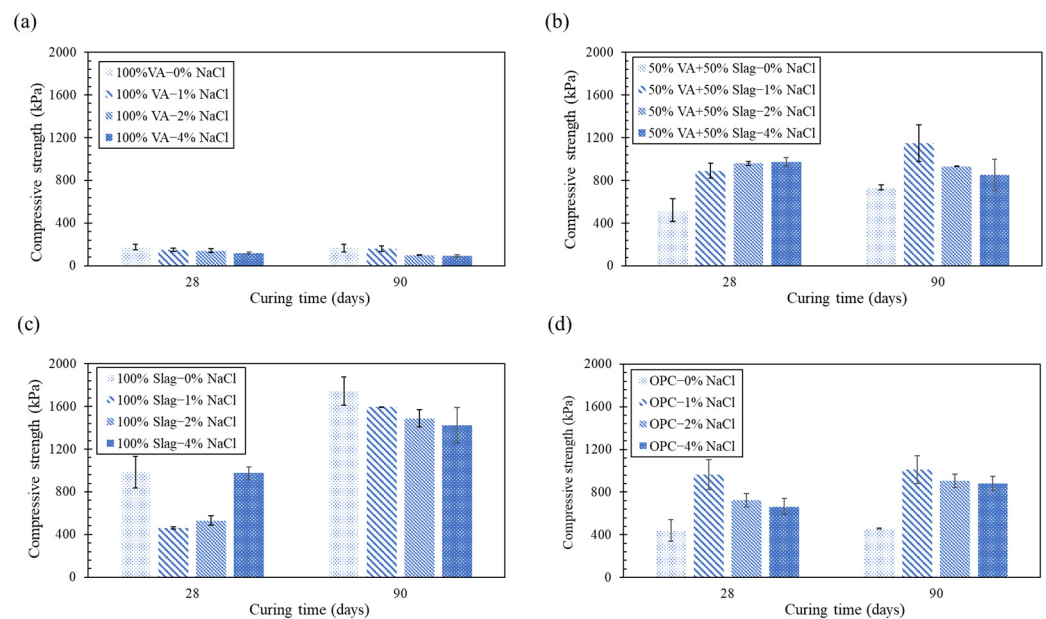 (a)
2000
1600
1200
800
400
0
Compressive strength (kPa)
100%VA−0% NaCl
100% VA−1% NaCl
100% VA−2% NaCl
100% VA−4% NaCl
28
90
Curing time (days)
(b)
2000
1600
1200
800
400
0
Compressive strength (kPa)
50% VA+50% Slag−0% NaCl
50% VA+50% Slag−1% NaCl
50% VA+50% Slag−2% NaCl
50% VA+50% Slag−4% NaCl
28
90
Curing time (days)
(c)
2000
1600
1200
800
400
0
Compressive strength (kPa)
100% Slag−0% NaCl
100% Slag−1% NaCl
100% Slag−2% NaCl
100% Slag−4% NaCl
28
90
Curing time (days)
(d)
2000
1600
1200
800
400
0
Compressive strength (kPa)
OPC−0% NaCl
OPC−1% NaCl
OPC−2% NaCl
OPC−4% NaCl
28
90
Curing time (days)